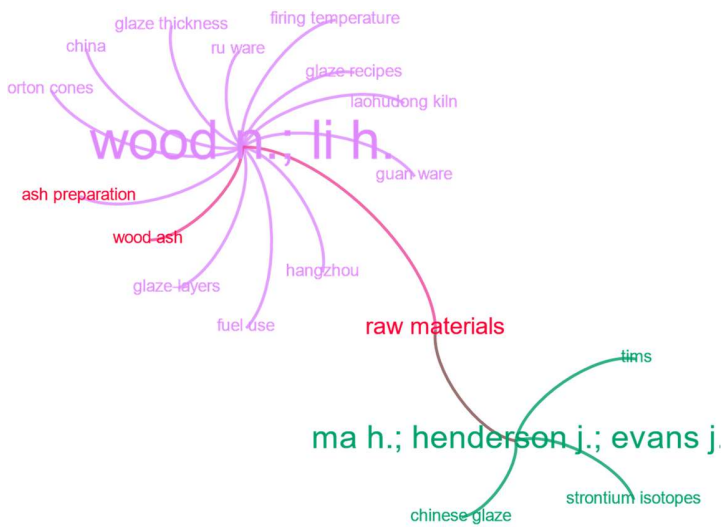 firing temperature
glaze thickness
china
ru ware
glaze recipes
orton cones
laohudong kiln
wood n.; li h.
guan ware
ash preparation
wood ash
hangzhou
glaze layers
fuel use
raw materials
tims
ma h.; henderson j.; evans j.
strontium isotopes
chinese glaze